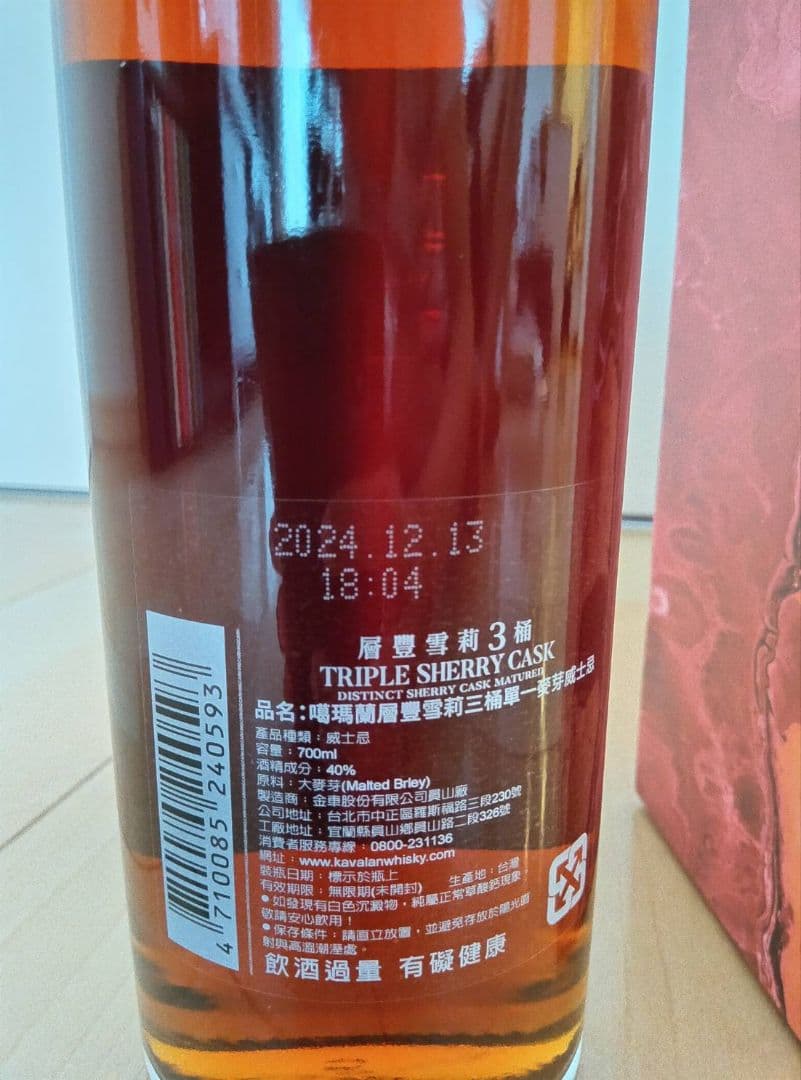 2024.12.13
18:04
層豐雪莉3桶
TRIPLE SHERRY CASK
DISTINCT SHERRY CASK MATURED
品名：噶瑪蘭層豐雪莉三桶單一麥芽威士忌
產品種類：威士忌
容量：700ml
酒精成分：40%
原料：大麥芽(Malted Brley)
製造商：金車股份有限公司員山廠
公司地址：台北市中正區羅斯福路三段230號
工廠地址：宜蘭縣員山鄉員山路二段326號
消費者服務專線：0800-231136
網址：www.kavalanwhisky.com
裝瓶日期：標示於瓶上
生產地：台灣
有效期限：無限期(未開封)
•如發現有白色沉澱物，純屬正常草酸鈣現象，
敬請安心飲用！
•保存條件：請直立放置，並避免存放於陽光直
射與高溫潮溼處。
飲酒過量 有礙健康
4710085240593